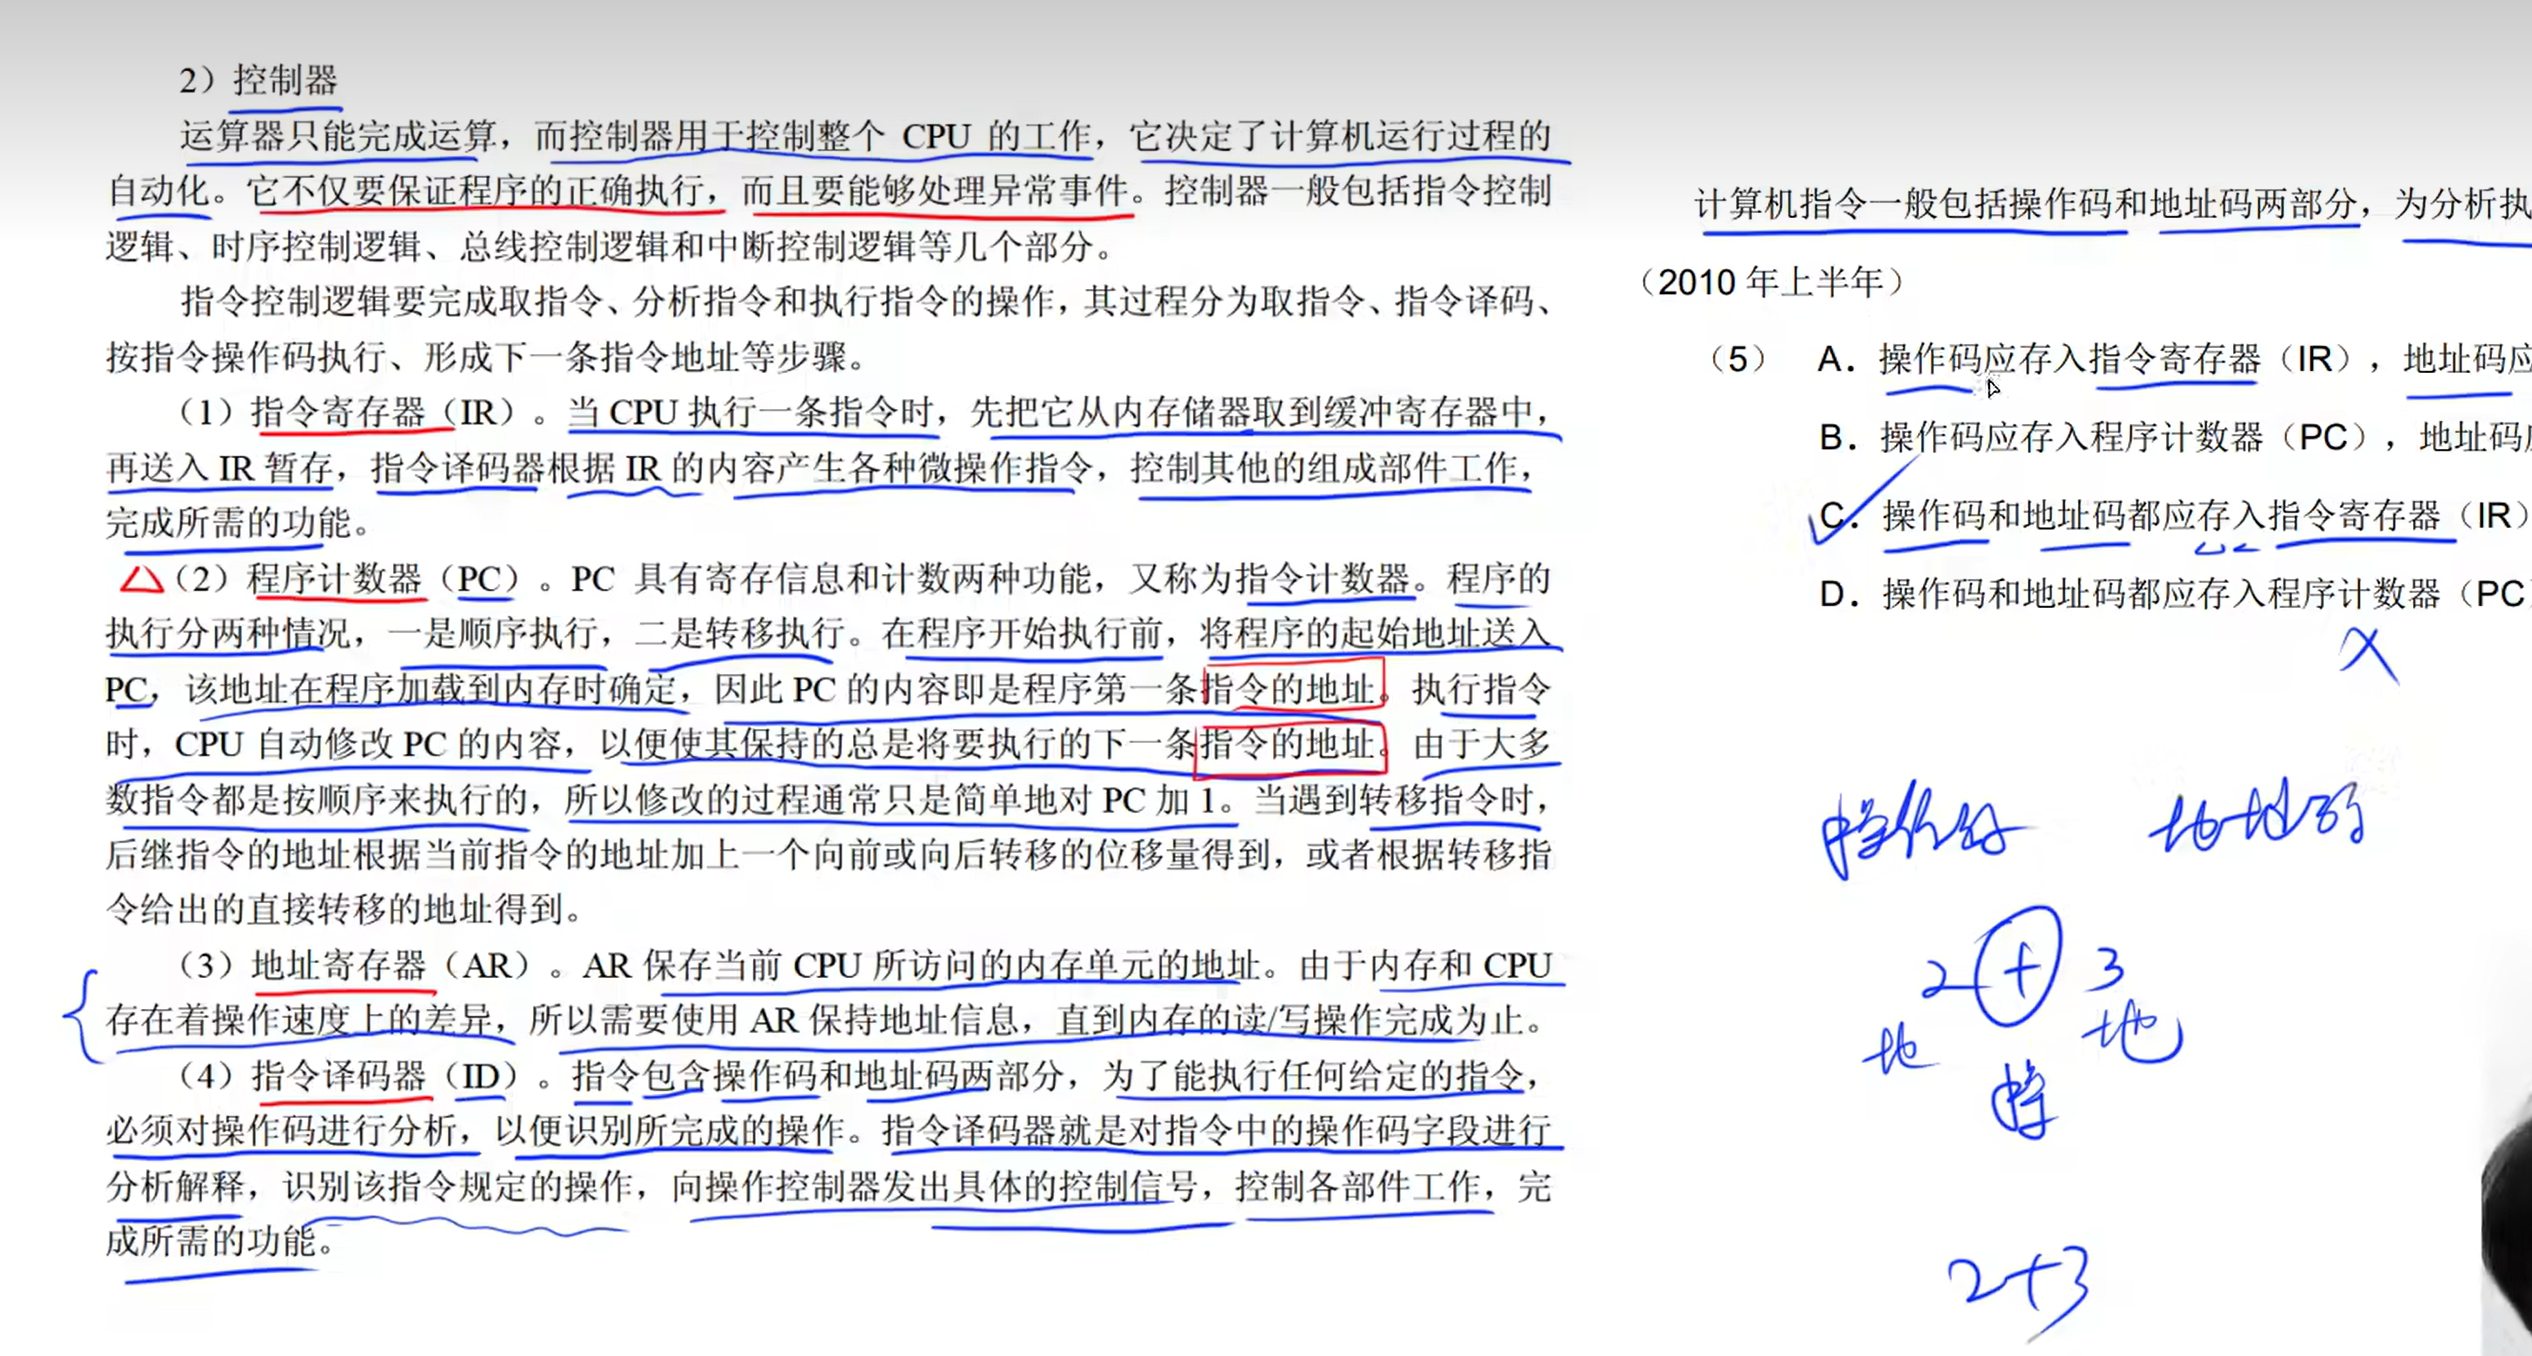 2）控制器
运算器只能完成运算，而控制器用于控制整个 CPU 的工作，它决定了计算机运行过程的
自动化。它不仅要保证程序的正确执行，而且要能够处理异常事件。控制器一般包括指令控制
逻辑、时序控制逻辑、总线控制逻辑和中断控制逻辑等几个部分。
指令控制逻辑要完成取指令、分析指令和执行指令的操作，其过程分为取指令、指令译码、
按指令操作码执行、形成下一条指令地址等步骤。
（1）指令寄存器（IR）。当 CPU 执行一条指令时，先把它从内存储器取到缓冲寄存器中，
再送入 IR 暂存，指令译码器根据 IR 的内容产生各种微操作指令，控制其他的组成部件工作，
完成所需的功能。
（2）程序计数器（PC）。PC 具有寄存信息和计数两种功能，又称为指令计数器。程序的
执行分两种情况，一是顺序执行，二是转移执行。在程序开始执行前，将程序的起始地址送入
PC，该地址在程序加载到内存时确定，因此 PC 的内容即是程序第一条指令的地址。执行指令
时，CPU 自动修改 PC 的内容，以便使其保持的总是将要执行的下一条指令的地址。由于大多
数指令都是按顺序来执行的，所以修改的过程通常只是简单地对 PC 加 1。当遇到转移指令时，
后继指令的地址根据当前指令的地址加上一个向前或向后转移的位移量得到，或者根据转移指
令给出的直接转移的地址得到。
（3）地址寄存器（AR）。AR 保存当前 CPU 所访问的内存单元的地址。由于内存和 CPU
存在着操作速度上的差异，所以需要使用 AR 保持地址信息，直到内存的读/写操作完成为止。
（4）指令译码器（ID）。指令包含操作码和地址码两部分，为了能执行任何给定的指令，
必须对操作码进行分析，以便识别所完成的操作。指令译码器就是对指令中的操作码字段进行
分析解释，识别该指令规定的操作，向操作控制器发出具体的控制信号，控制各部件工作，完
成所需的功能。
计算机指令一般包括操作码和地址码两部分，为分析执
（2010 年上半年）
（5） A．操作码应存入指令寄存器（IR），地址码应
B．操作码应存入程序计数器（PC），地址码应
C．操作码和地址码都应存入指令寄存器（IR）
D．操作码和地址码都应存入程序计数器（PC
操作码 地址码
2 + 3
地 操 地
2+3